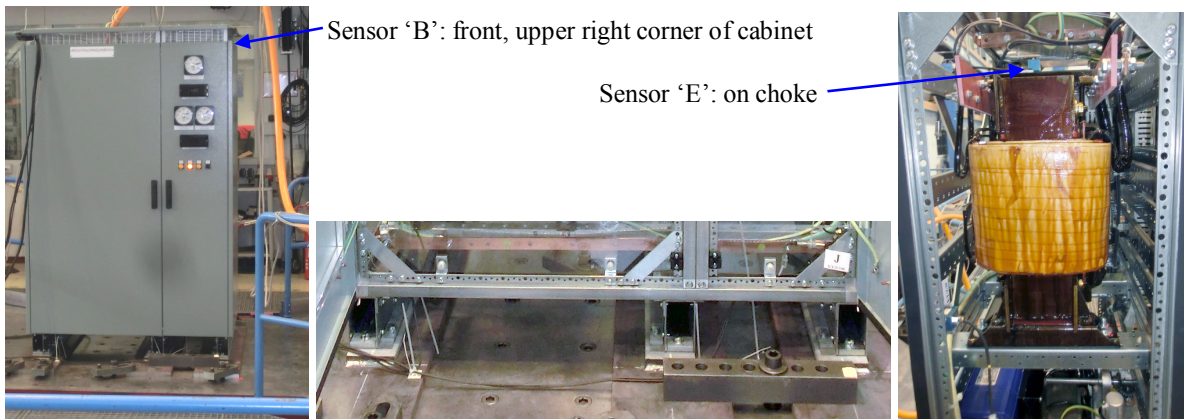 Sensor ‘B’: front, upper right corner of cabinet
Sensor ‘E’: on choke
J